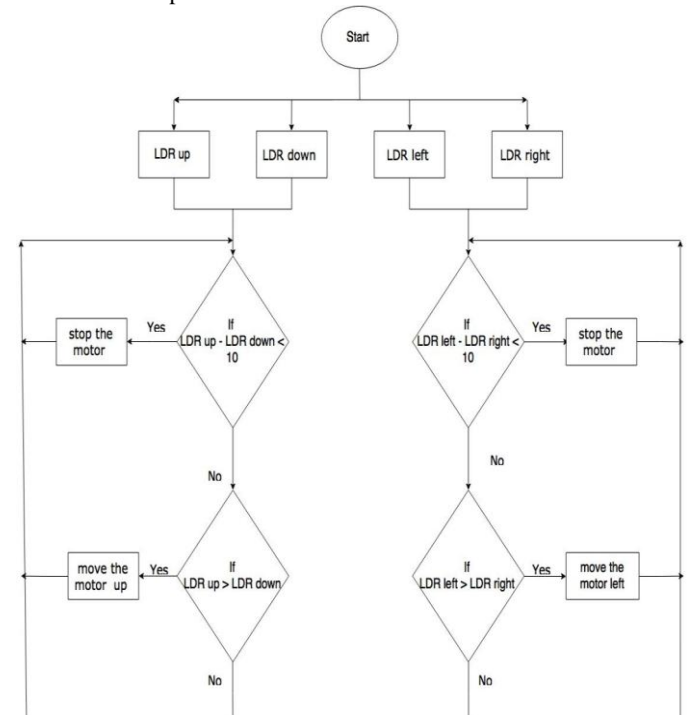 Start
LDR up
LDR down
LDR left
LDR right
If
LDR up - LDR down <
10
Yes
stop the
motor
If
LDR left - LDR right <
10
Yes
stop the
motor
No
No
If
LDR up > LDR down
Yes
move the
motor up
If
LDR left > LDR right
Yes
move the
motor left
No
No